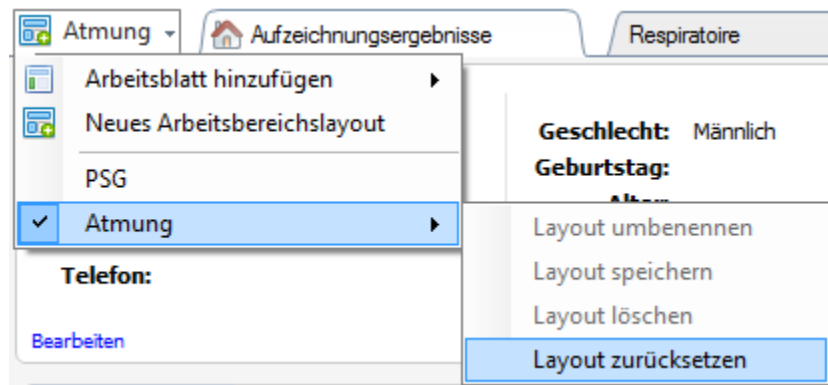 Atmung
Aufzeichnungsergebnisse
Respiratoire
Arbeitsblatt hinzufügen
Neues Arbeitsbereichslayout
PSG
Atmung
Geschlecht: Männlich
Geburtstag:
Alter:
Layout umbenennen
Layout speichern
Layout löschen
Layout zurücksetzen
Telefon:
Bearbeiten